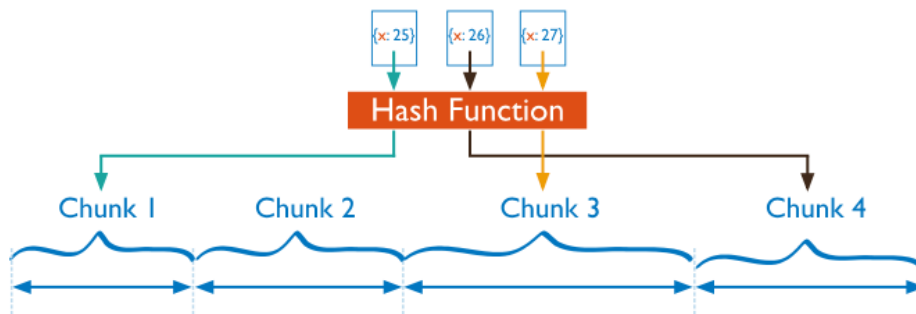 {x: 25} {x: 26} {x: 27}
Hash Function
Chunk 1 Chunk 2 Chunk 3 Chunk 4